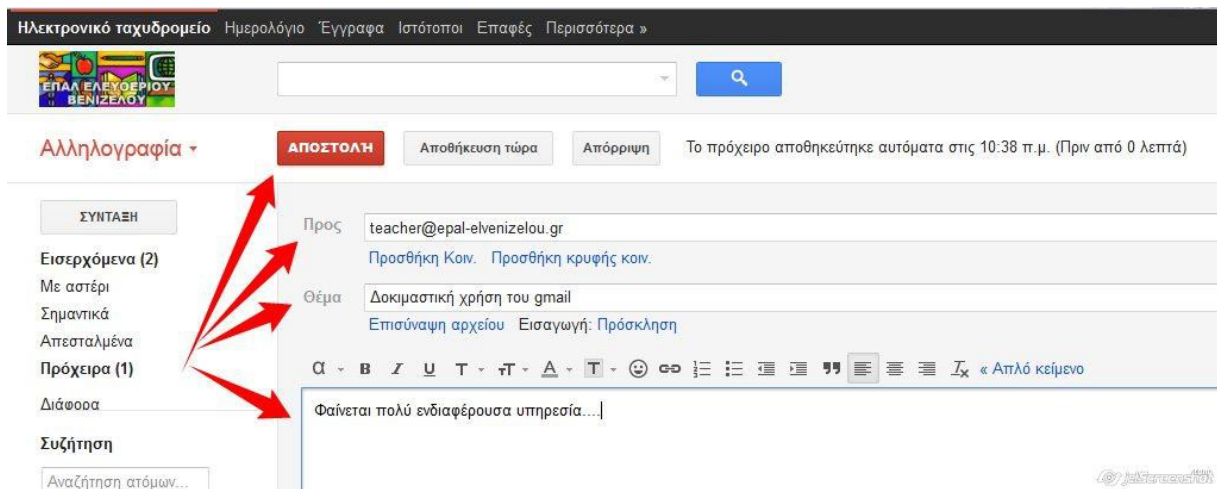 Ηλεκτρονικό ταχυδρομείο Ημερολόγιο Έγγραφα Ιστότοποι Επαφές Περισσότερα »
ΕΠΑΛ ΕΛΕΥΘΕΡΙΟΥ
ΒΕΝΙΖΕΛΟΥ
Αλληλογραφία
ΑΠΟΣΤΟΛΉ Αποθήκευση τώρα Απόρριψη Το πρόχειρο αποθηκεύτηκε αυτόματα στις 10:38 π.μ. (Πριν από 0 λεπτά)
ΣΥΝΤΑΞΗ
Εισερχόμενα (2)
Με αστέρι
Σημαντικά
Απεσταλμένα
Πρόχειρα (1)
Διάφορα
Συζήτηση
Αναζήτηση ατόμων...
Προς teacher@epal-elvenizelou.gr
Προσθήκη Κοιν. Προσθήκη κρυφής κοιν.
Θέμα Δοκιμαστική χρήση του gmail
Επισύναψη αρχείου Εισαγωγή: Πρόσκληση
α B I U T тT A T Tx « Απλό κείμενο
Φαίνεται πολύ ενδιαφέρουσα υπηρεσία....